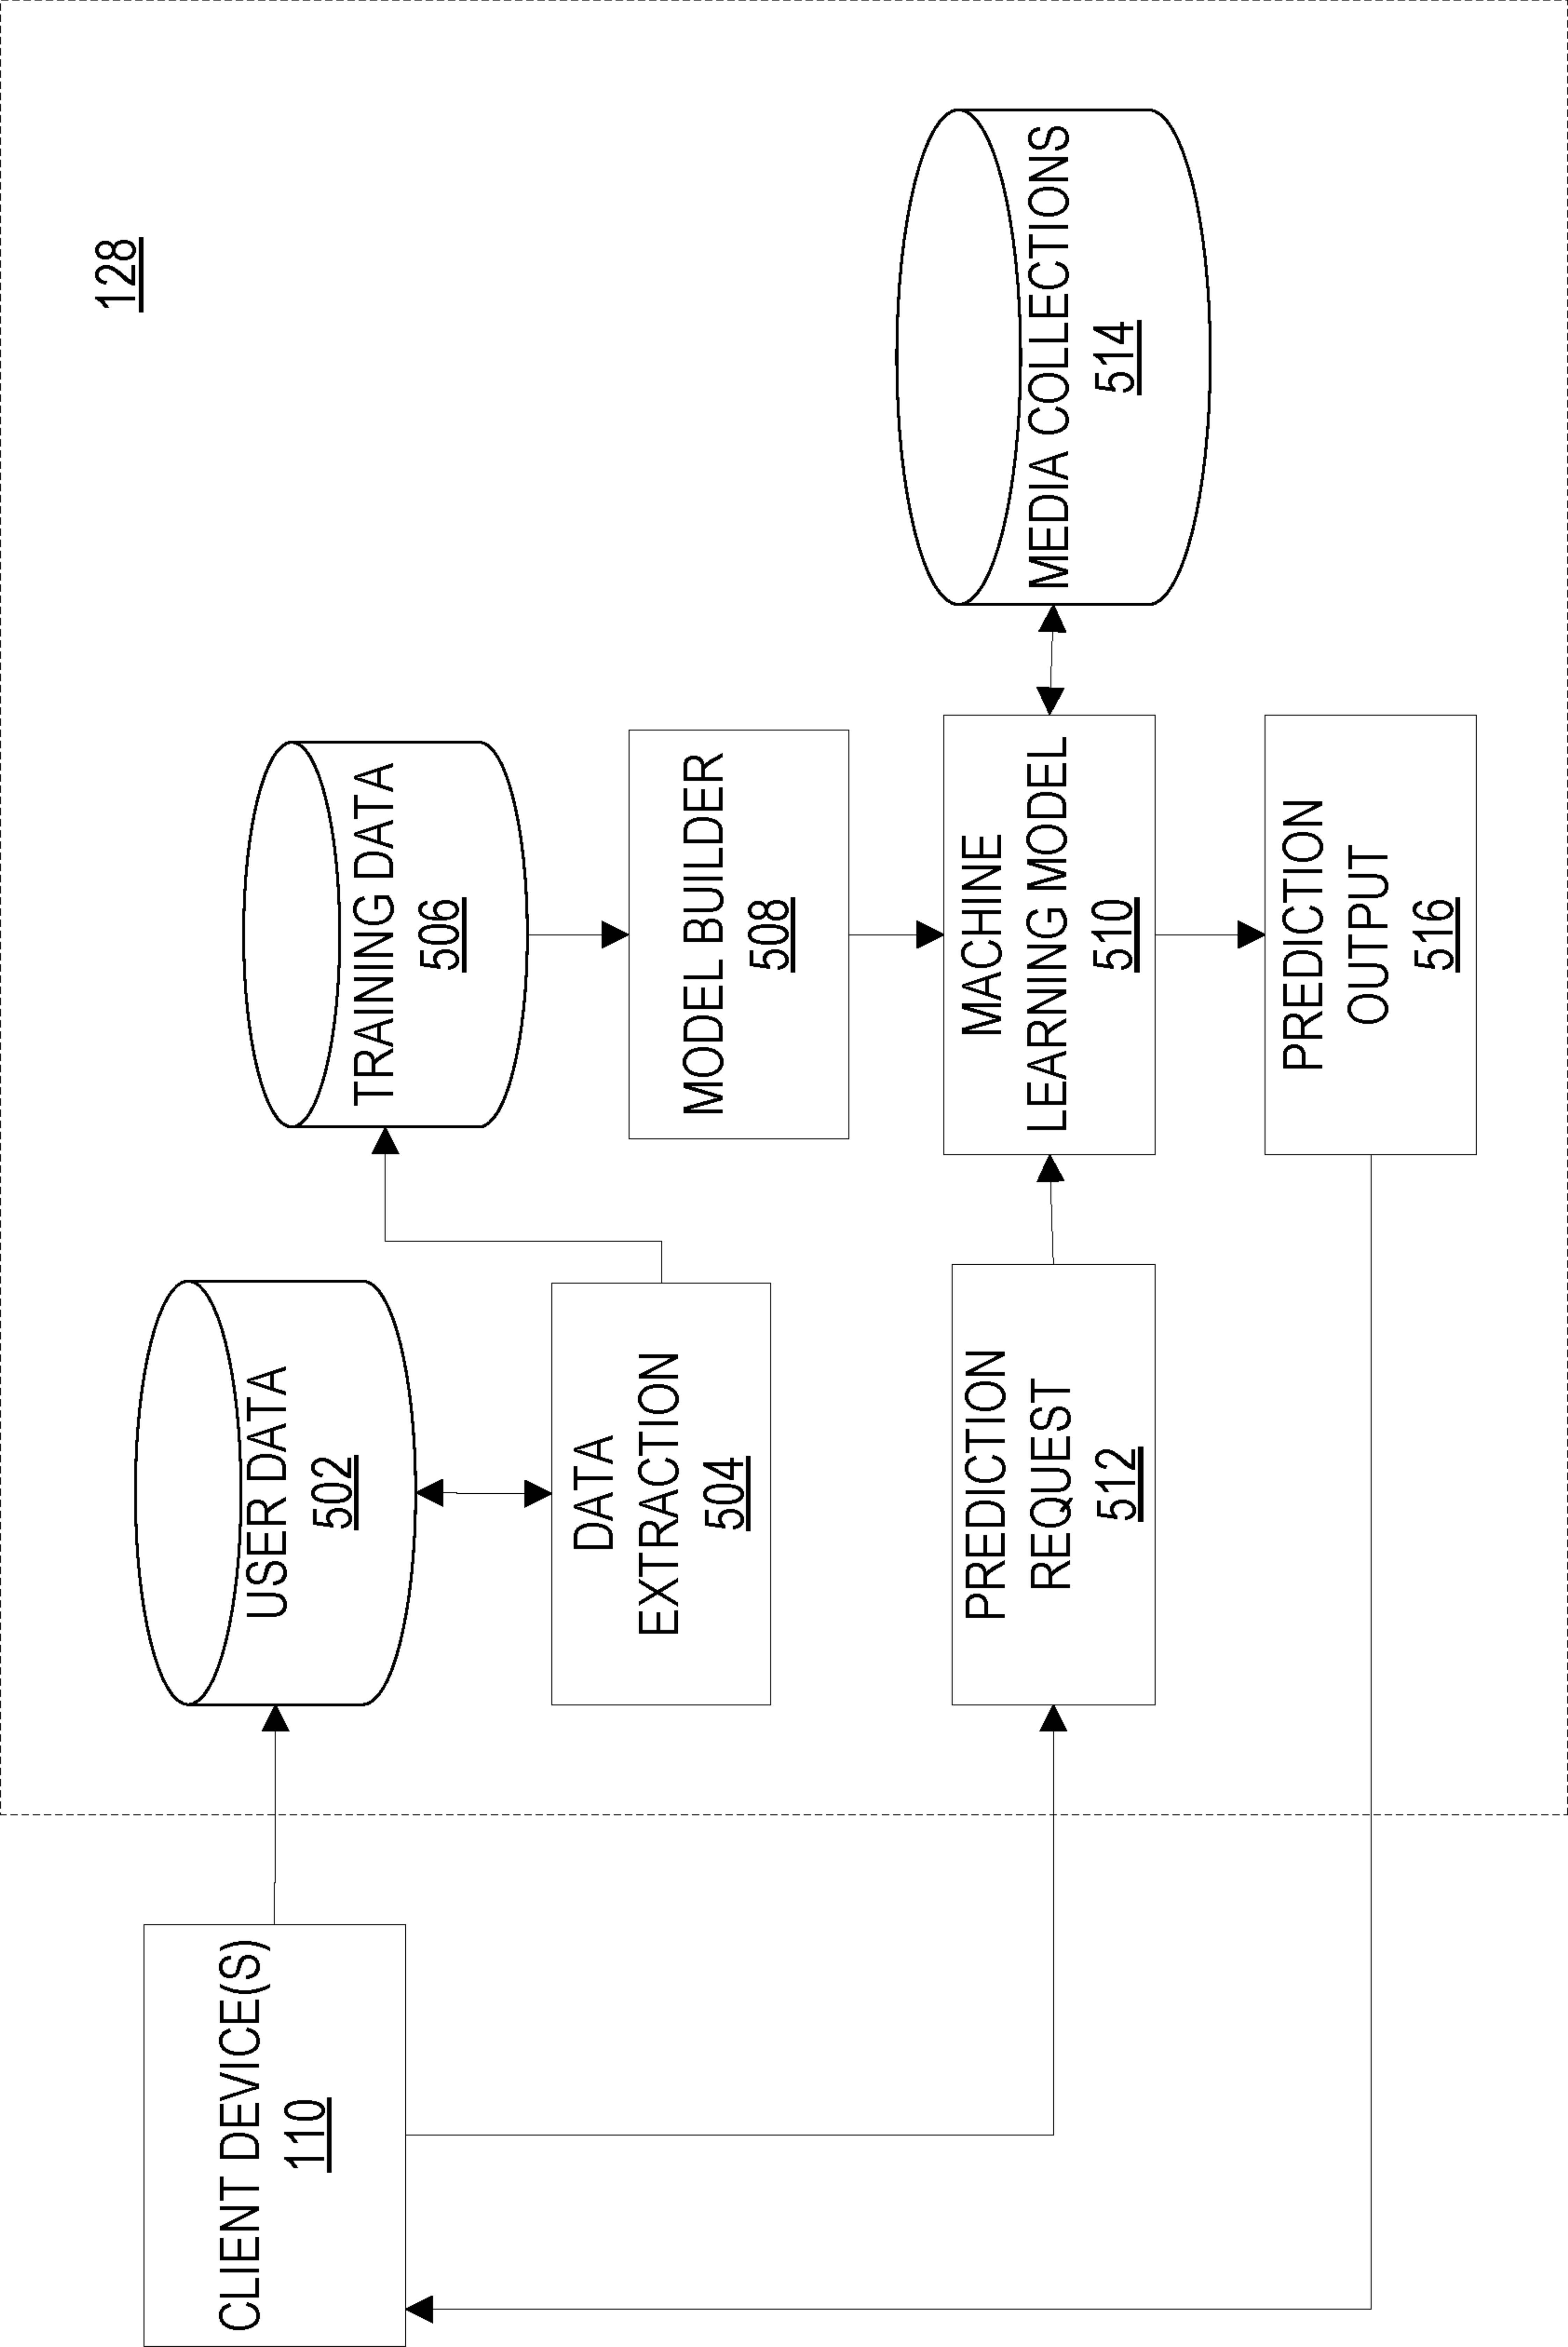 128
CLIENT DEVICE(S)
110
USER DATA
502
DATA
EXTRACTION
504
TRAINING DATA
506
MODEL BUILDER
508
PREDICTION
REQUEST
512
MACHINE
LEARNING MODEL
510
MEDIA COLLECTIONS
514
PREDICTION
OUTPUT
516